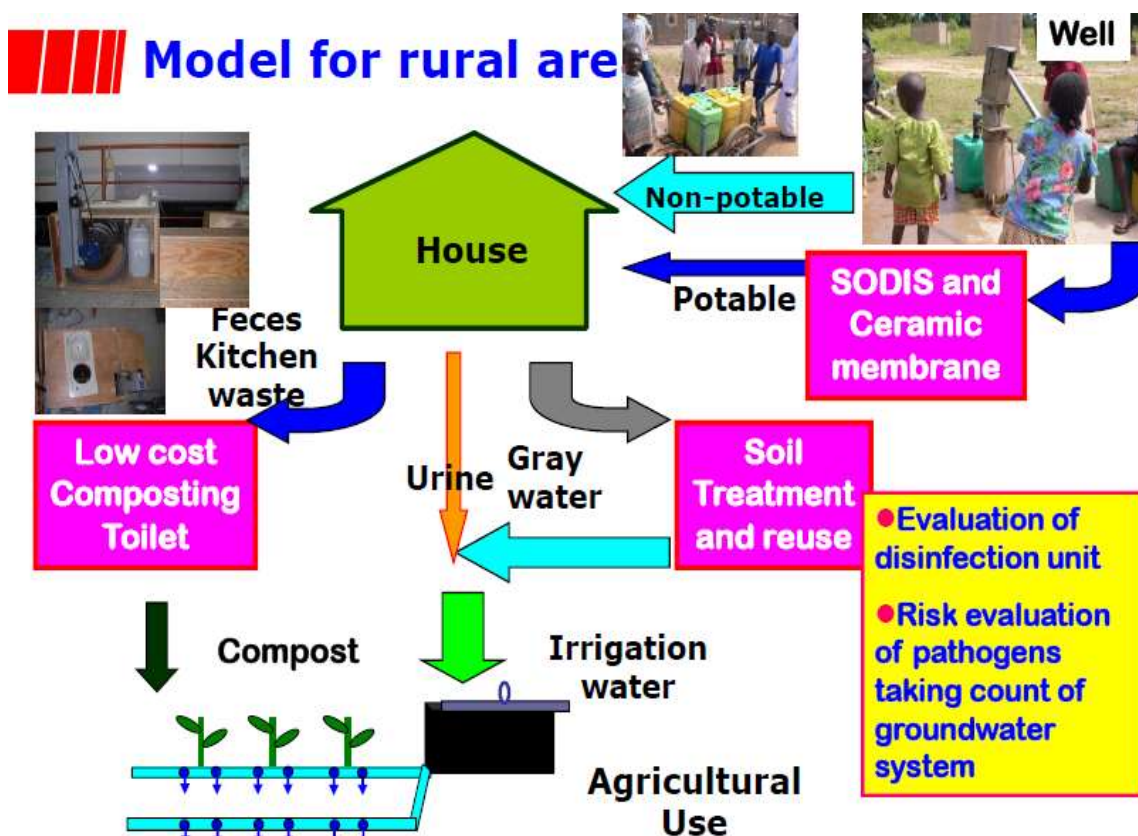 Model for rural are
Well
Non-potable
House
Potable
SODIS and
Ceramic
membrane
Feces
Kitchen
waste
Low cost
Composting
Toilet
Urine
Gray
water
Soil
Treatment
and reuse
●Evaluation of
disinfection unit
●Risk evaluation
of pathogens
taking count of
groundwater
system
Compost
Irrigation
water
Agricultural
Use